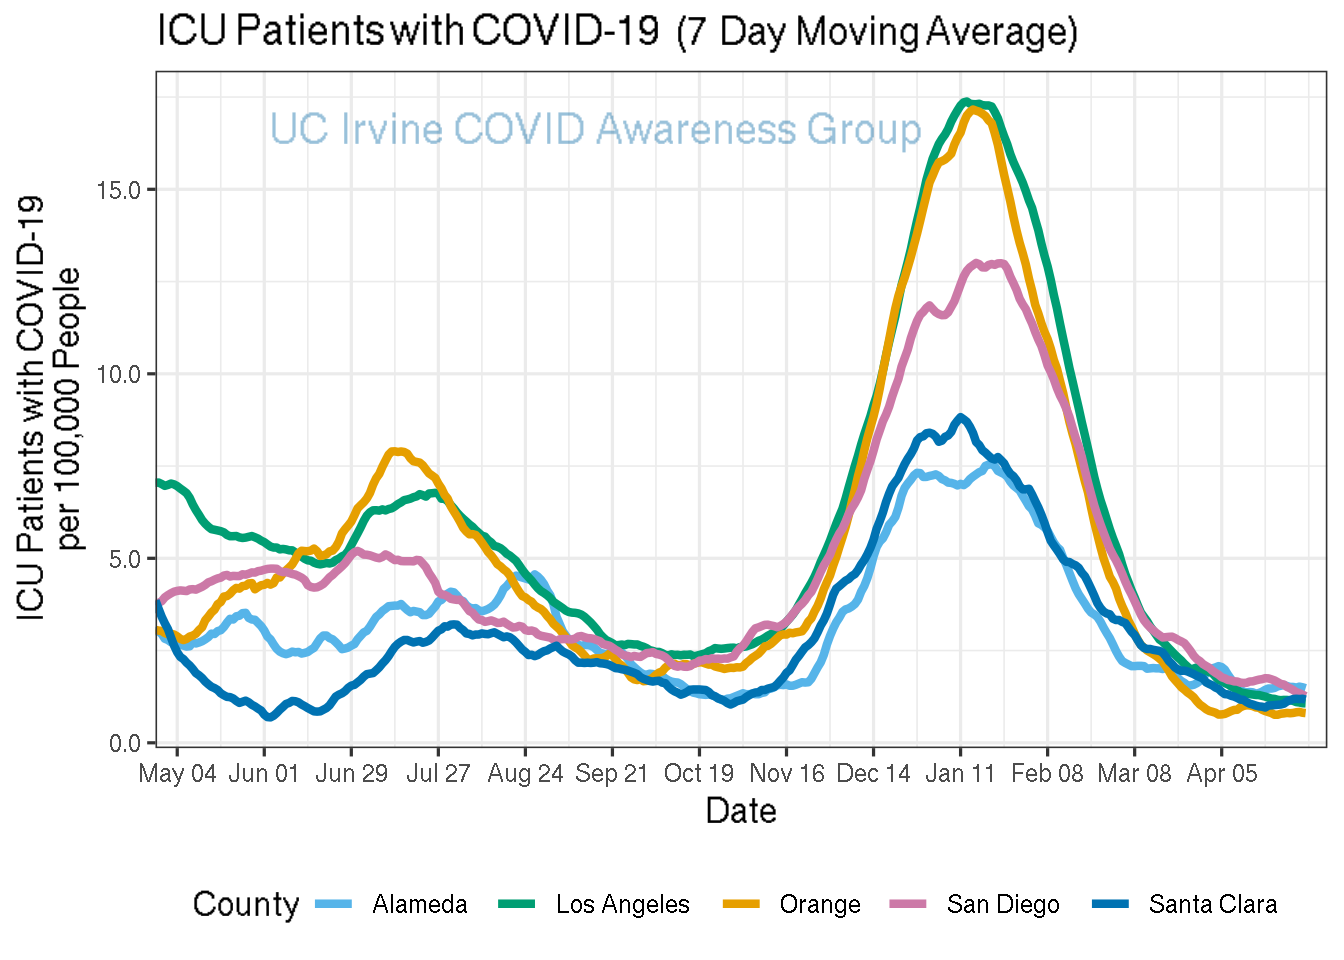 ICU Patients with COVID-19 (7 Day Moving Average)
UC Irvine COVID Awareness Group
ICU Patients with COVID-19
per 100,000 People
15.0
10.0
5.0
0.0
May 04 Jun 01 Jun 29 Jul 27 Aug 24 Sep 21 Oct 19 Nov 16 Dec 14 Jan 11 Feb 08 Mar 08 Apr 05
Date
County Alameda Los Angeles Orange San Diego Santa Clara